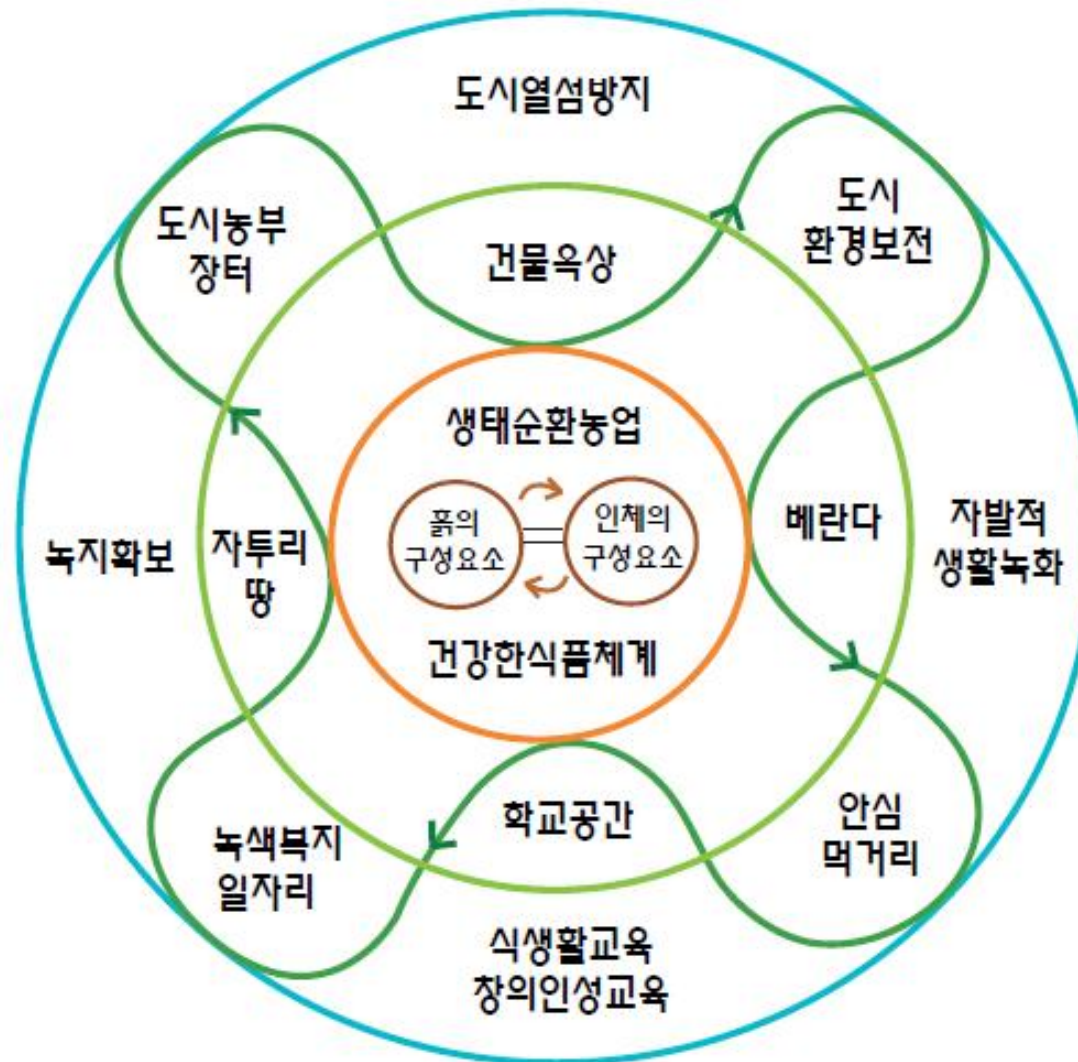 도시열섬방지
도시농부
장터
건물옥상
도시
환경보전
생태순환농업
흙의
구성요소
인체의
구성요소
건강한식품체계
녹지확보
자투리
땅
베란다
자발적
생활녹화
녹색복지
일자리
학교공간
안심
먹거리
식생활교육
창의인성교육